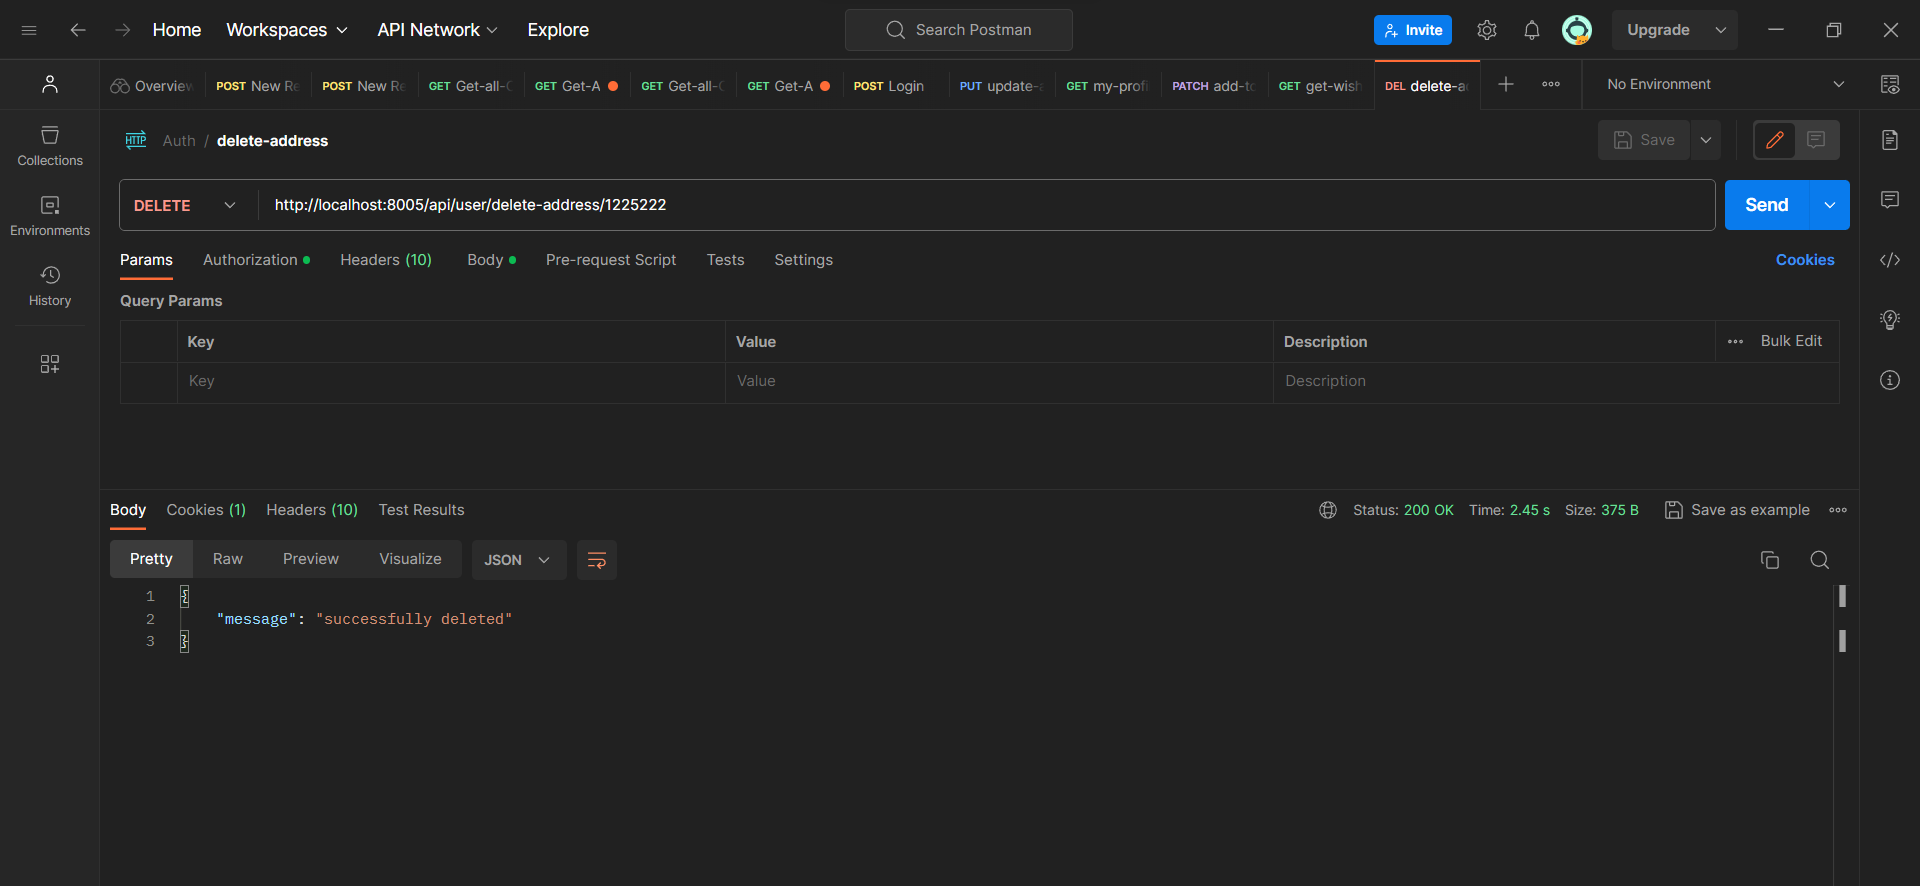 Home Workspaces API Network Explore Search Postman Invite Upgrade
Overview POST New Re POST New Re GET Get-all- GET Get-A GET Get-all- GET Get-A POST Login PUT update- GET my-profi PATCH add-to GET get-wish DEL delete-a No Environment
Auth / delete-address Save
Collections
DELETE http://localhost:8005/api/user/delete-address/1225222 Send
Environments
Params Authorization Headers (10) Body Pre-request Script Tests Settings Cookies
History
Query Params
Key Value Description Bulk Edit
Key Value Description
Body Cookies (1) Headers (10) Test Results Status: 200 OK Time: 2.45 s Size: 375 B Save as example
Pretty Raw Preview Visualize JSON
1 {
2 "message": "successfully deleted"
3 }